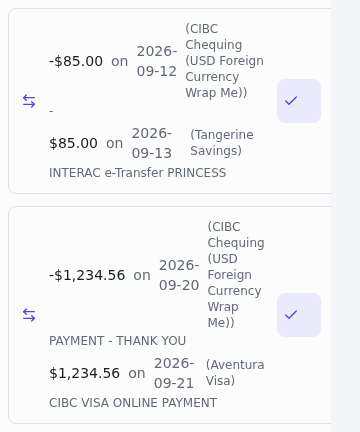 -$85.00 on 2026-09-12 (CIBC Chequing (USD Foreign Currency Wrap Me))
-
$85.00 on 2026-09-13 (Tangerine Savings)
INTERAC e-Transfer PRINCESS
-$1,234.56 on 2026-09-20 (CIBC Chequing (USD Foreign Currency Wrap Me))
PAYMENT - THANK YOU
$1,234.56 on 2026-09-21 (Aventura Visa)
CIBC VISA ONLINE PAYMENT